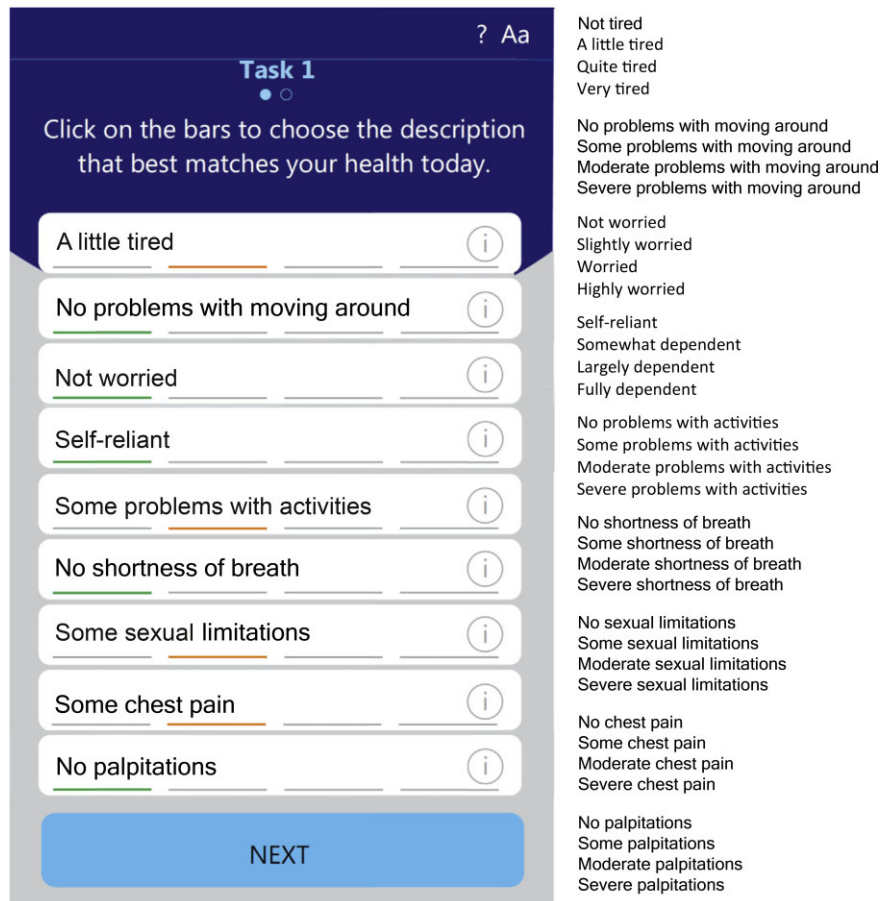 ? Aa
Task 1
Click on the bars to choose the description
that best matches your health today.
A little tired
No problems with moving around
Not worried
Self-reliant
Some problems with activities
No shortness of breath
Some sexual limitations
Some chest pain
No palpitations
NEXT
Not tired
A little tired
Quite tired
Very tired
No problems with moving around
Some problems with moving around
Moderate problems with moving around
Severe problems with moving around
Not worried
Slightly worried
Worried
Highly worried
Self-reliant
Somewhat dependent
Largely dependent
Fully dependent
No problems with activities
Some problems with activities
Moderate problems with activities
Severe problems with activities
No shortness of breath
Some shortness of breath
Moderate shortness of breath
Severe shortness of breath
No sexual limitations
Some sexual limitations
Moderate sexual limitations
Severe sexual limitations
No chest pain
Some chest pain
Moderate chest pain
Severe chest pain
No palpitations
Some palpitations
Moderate palpitations
Severe palpitations